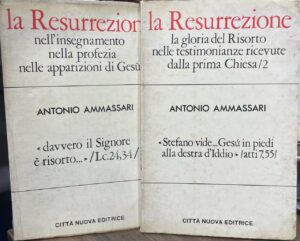 la Resurrezione
nell'insegnamento
nella profezia
nelle apparizioni di Gesù
ANTONIO AMMASSARI
«davvero il Signore
è risorto...» /Lc.24,34/
CITTÀ NUOVA EDITRICE
la Resurrezione
la gloria del Risorto
nelle testimonianze ricevute
dalla prima Chiesa/2
ANTONIO AMMASSARI
«Stefano vide...Gesú in piedi
alla destra d'Iddio» /atti 7,55/
CITTÀ NUOVA EDITRICE